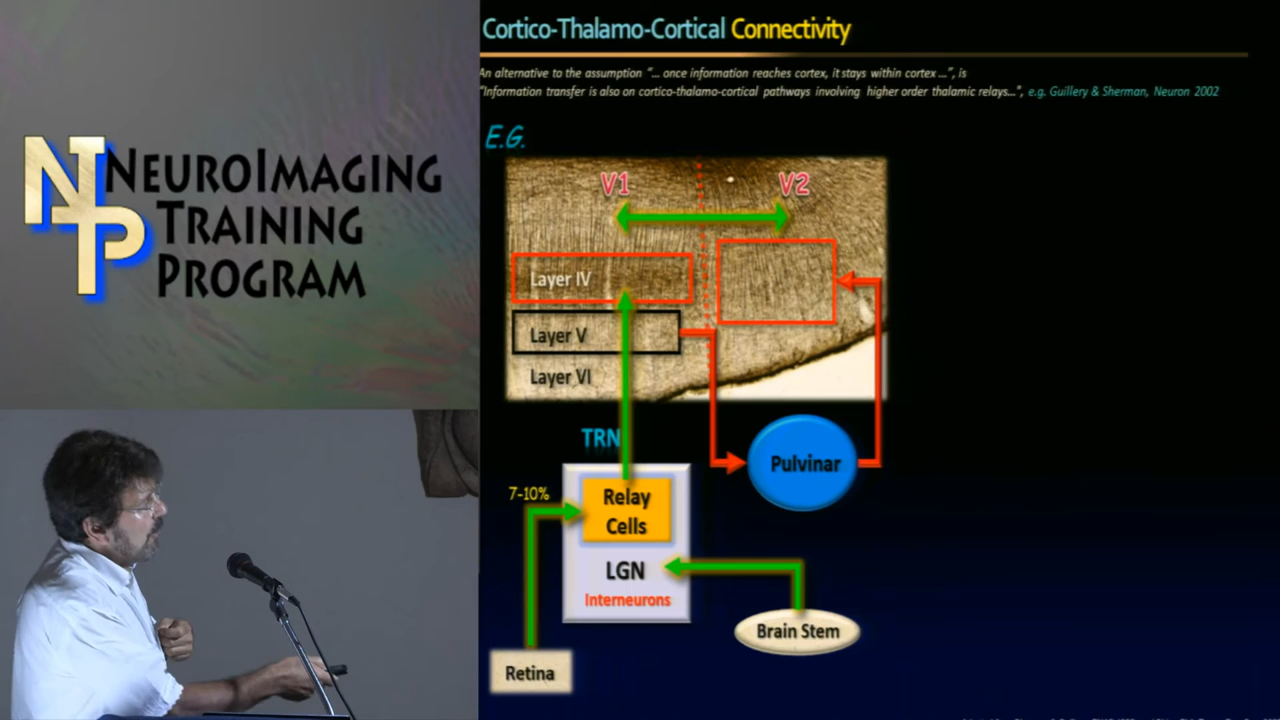 NEUROIMAGING
TRAINING
PROGRAM
NTP
Cortico-Thalamo-Cortical Connectivity
An alternative to the assumption “... once information reaches cortex, it stays within cortex ...”, is
“Information transfer is also on cortico-thalamo-cortical pathways involving higher order thalamic relays...”, e.g. Guillery & Sherman, Neuron 2002
E.G.
V1
V2
Layer IV
Layer V
Layer VI
TRN
7-10%
Relay
Cells
Pulvinar
LGN
Interneurons
Brain Stem
Retina